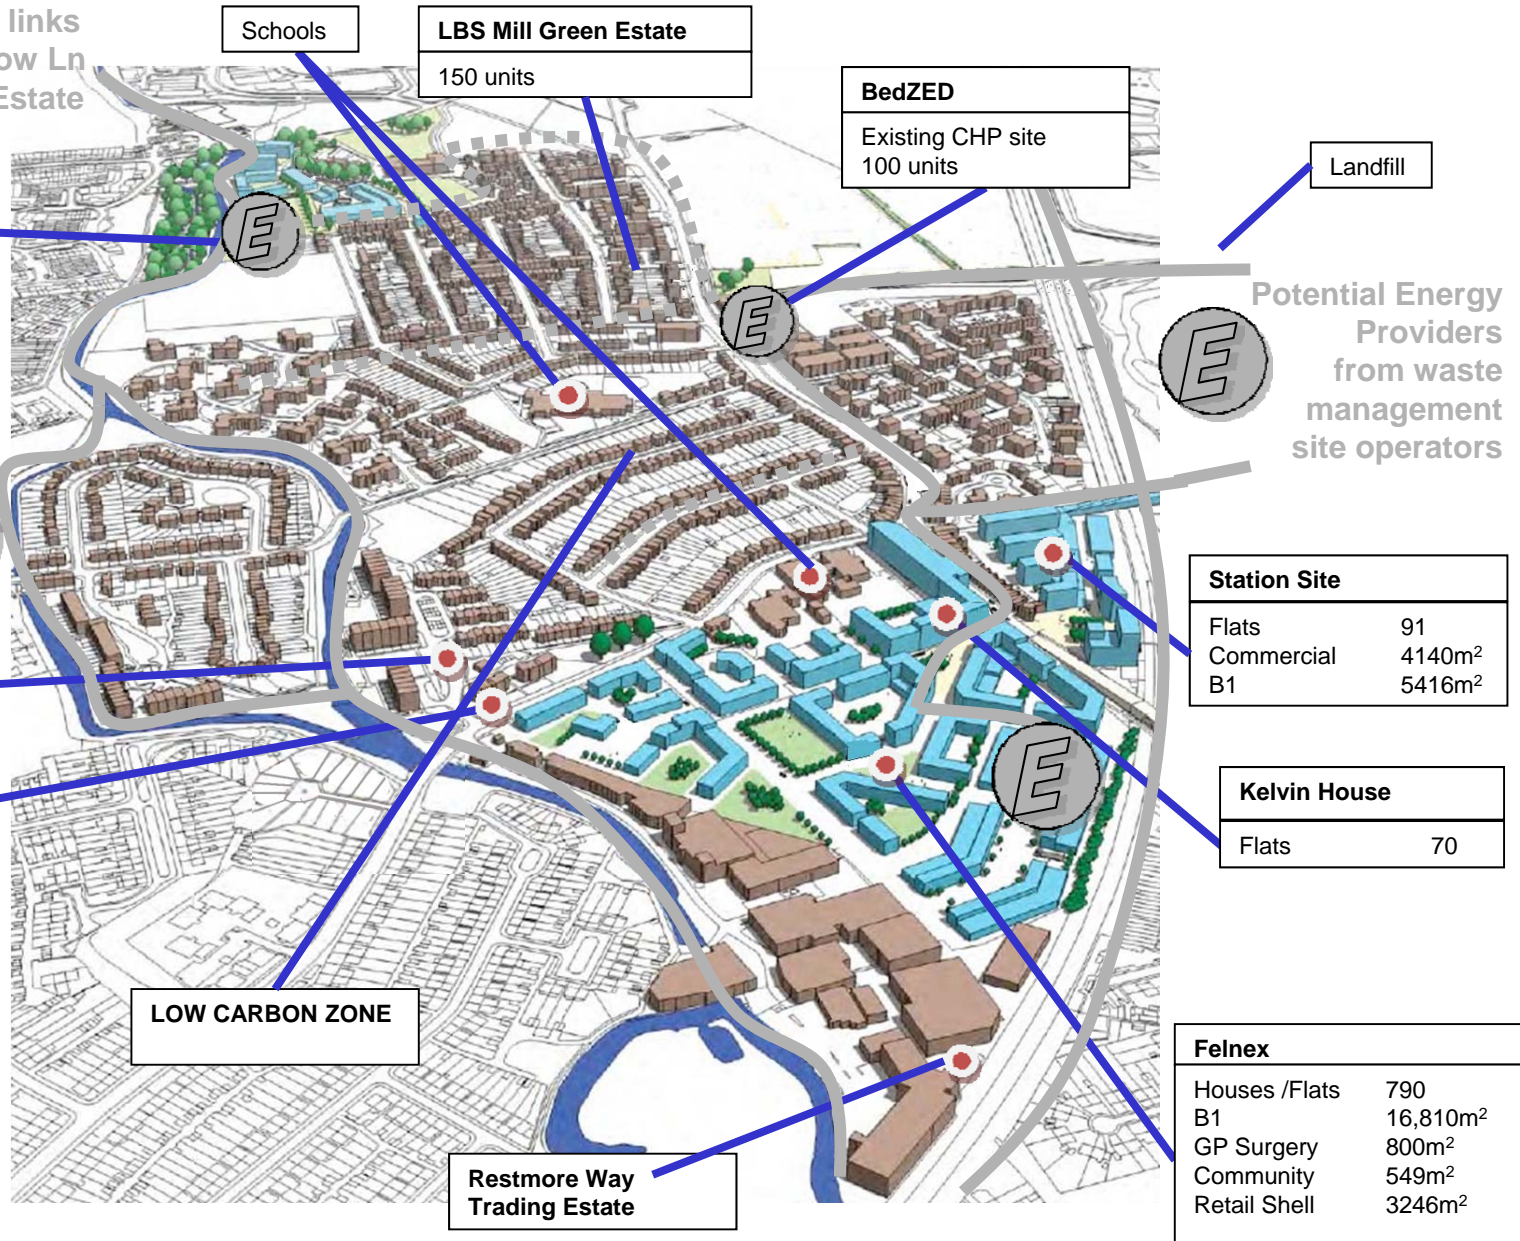 links
ow Ln
Estate
Schools
LBS Mill Green Estate
150 units
BedZED
Existing CHP site
100 units
Landfill
E
E
E
Potential Energy
Providers
from waste
management
site operators
Station Site
Flats 91
Commercial 4140m²
B1 5416m²
E
Kelvin House
Flats 70
LOW CARBON ZONE
Felnex
Houses /Flats 790
B1 16,810m²
GP Surgery 800m²
Community 549m²
Retail Shell 3246m²
Restmore Way
Trading Estate